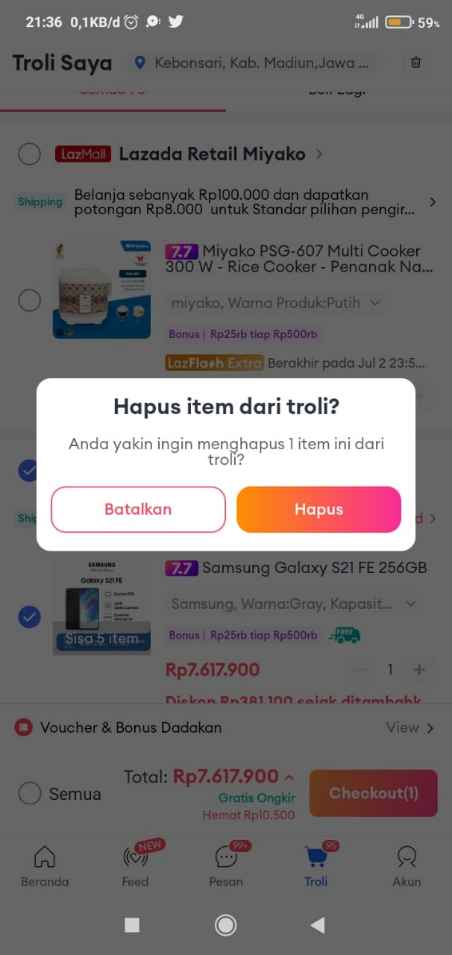 21:36 0,1KB/d
4G
59%
Troli Saya
Kebonsari, Kab. Madiun,Jawa ...
Beli Lagi
LazMall Lazada Retail Miyako
Shipping
Belanja sebanyak Rp100.000 dan dapatkan
potongan Rp8.000 untuk Standar pilihan pengir...
7.7 Miyako PSG-607 Multi Cooker
300 W - Rice Cooker - Penanak Na...
miyako, Warna Produk:Putih
Bonus | Rp25rb tiap Rp500rb
LazFlash Extra Berakhir pada Jul 2 23:5...
Hapus item dari troli?
Anda yakin ingin menghapus 1 item ini dari
troli?
Batalkan
Hapus
SAMSUNG
Galaxy S21 FE
Sisa 5 item
7.7 Samsung Galaxy S21 FE 256GB
Samsung, Warna:Gray, Kapasit...
Bonus | Rp25rb tiap Rp500rb
FREE
Rp7.617.900
1
Diskon Rp381.100 sejak ditambahk
Voucher & Bonus Dadakan
View
Semua
Total: Rp7.617.900
Gratis Ongkir
Hemat Rp10.500
Checkout(1)
NEW
99+
95
Beranda
Feed
Pesan
Troli
Akun